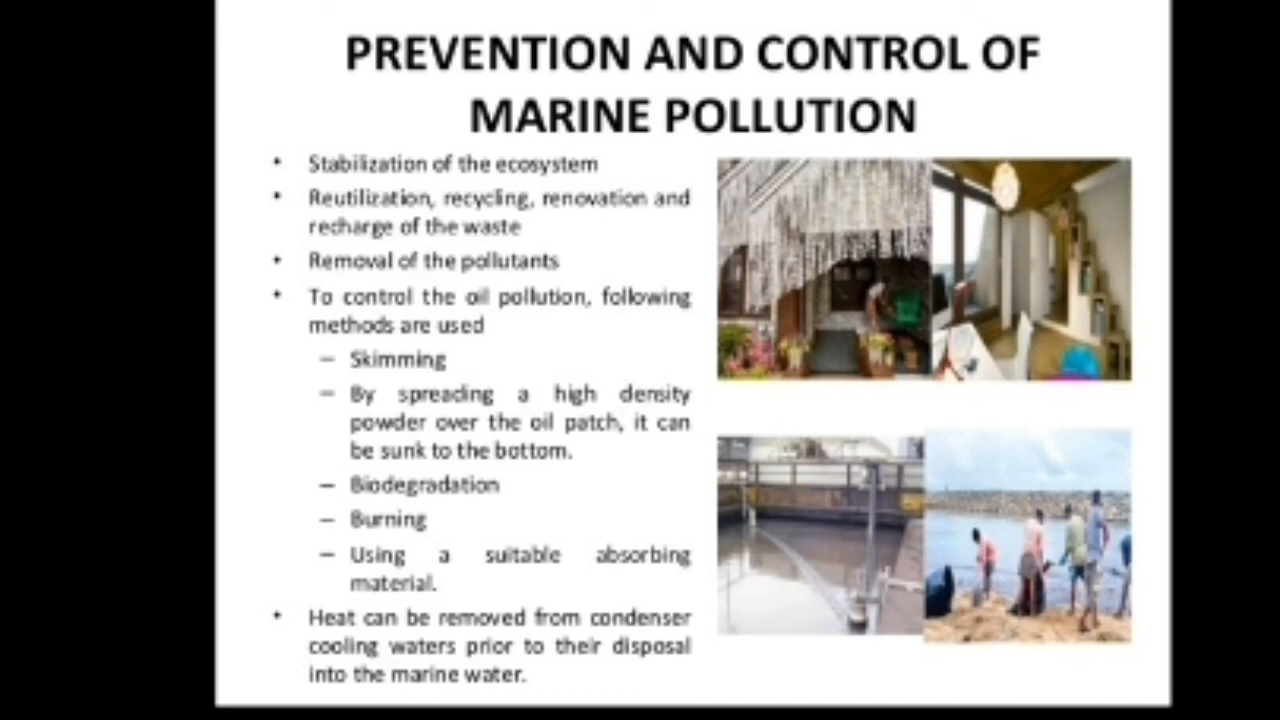 PREVENTION AND CONTROL OF
MARINE POLLUTION
• Stabilization of the ecosystem
• Reutilization, recycling, renovation and
recharge of the waste
• Removal of the pollutants
• To control the oil pollution, following
methods are used
– Skimming
– By spreading a high density
powder over the oil patch, it can
be sunk to the bottom.
– Biodegradation
– Burning
– Using a suitable absorbing
material.
• Heat can be removed from condenser
cooling waters prior to their disposal
into the marine water.